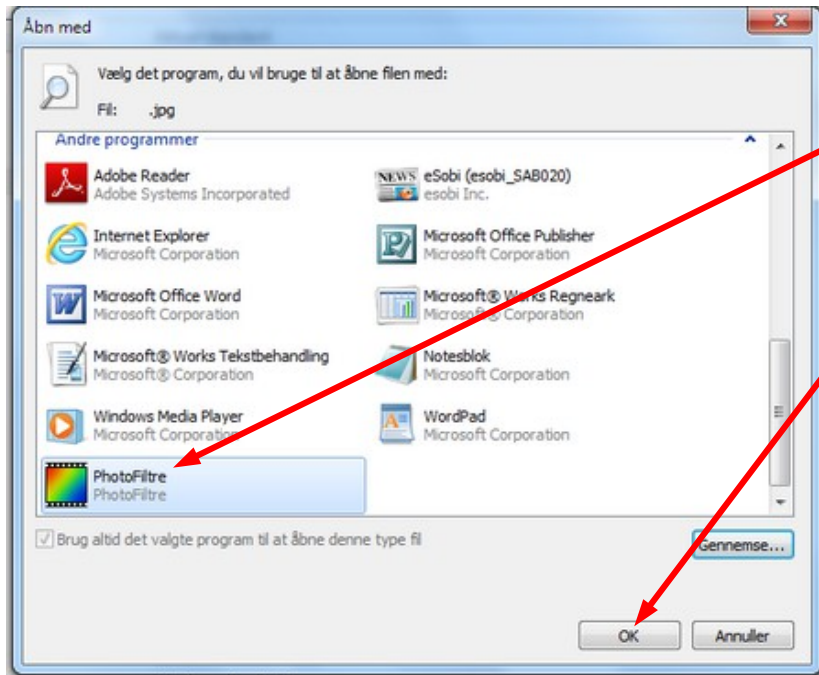 Åbn med
Vælg det program, du vil bruge til at åbne filen med:
Fil: .jpg
Andre programmer
Adobe Reader
Adobe Systems Incorporated
NEWS
eSobi (esobi_SAB020)
esobi Inc.
Internet Explorer
Microsoft Corporation
Microsoft Office Publisher
Microsoft Corporation
Microsoft Office Word
Microsoft Corporation
Microsoft® Works Regneark
Microsoft® Corporation
Microsoft® Works Tekstbehandling
Microsoft® Corporation
Notesblok
Microsoft Corporation
Windows Media Player
Microsoft Corporation
WordPad
Microsoft Corporation
PhotoFiltre
PhotoFiltre
Brug altid det valgte program til at åbne denne type fil
Gennemse...
OK
Annuller